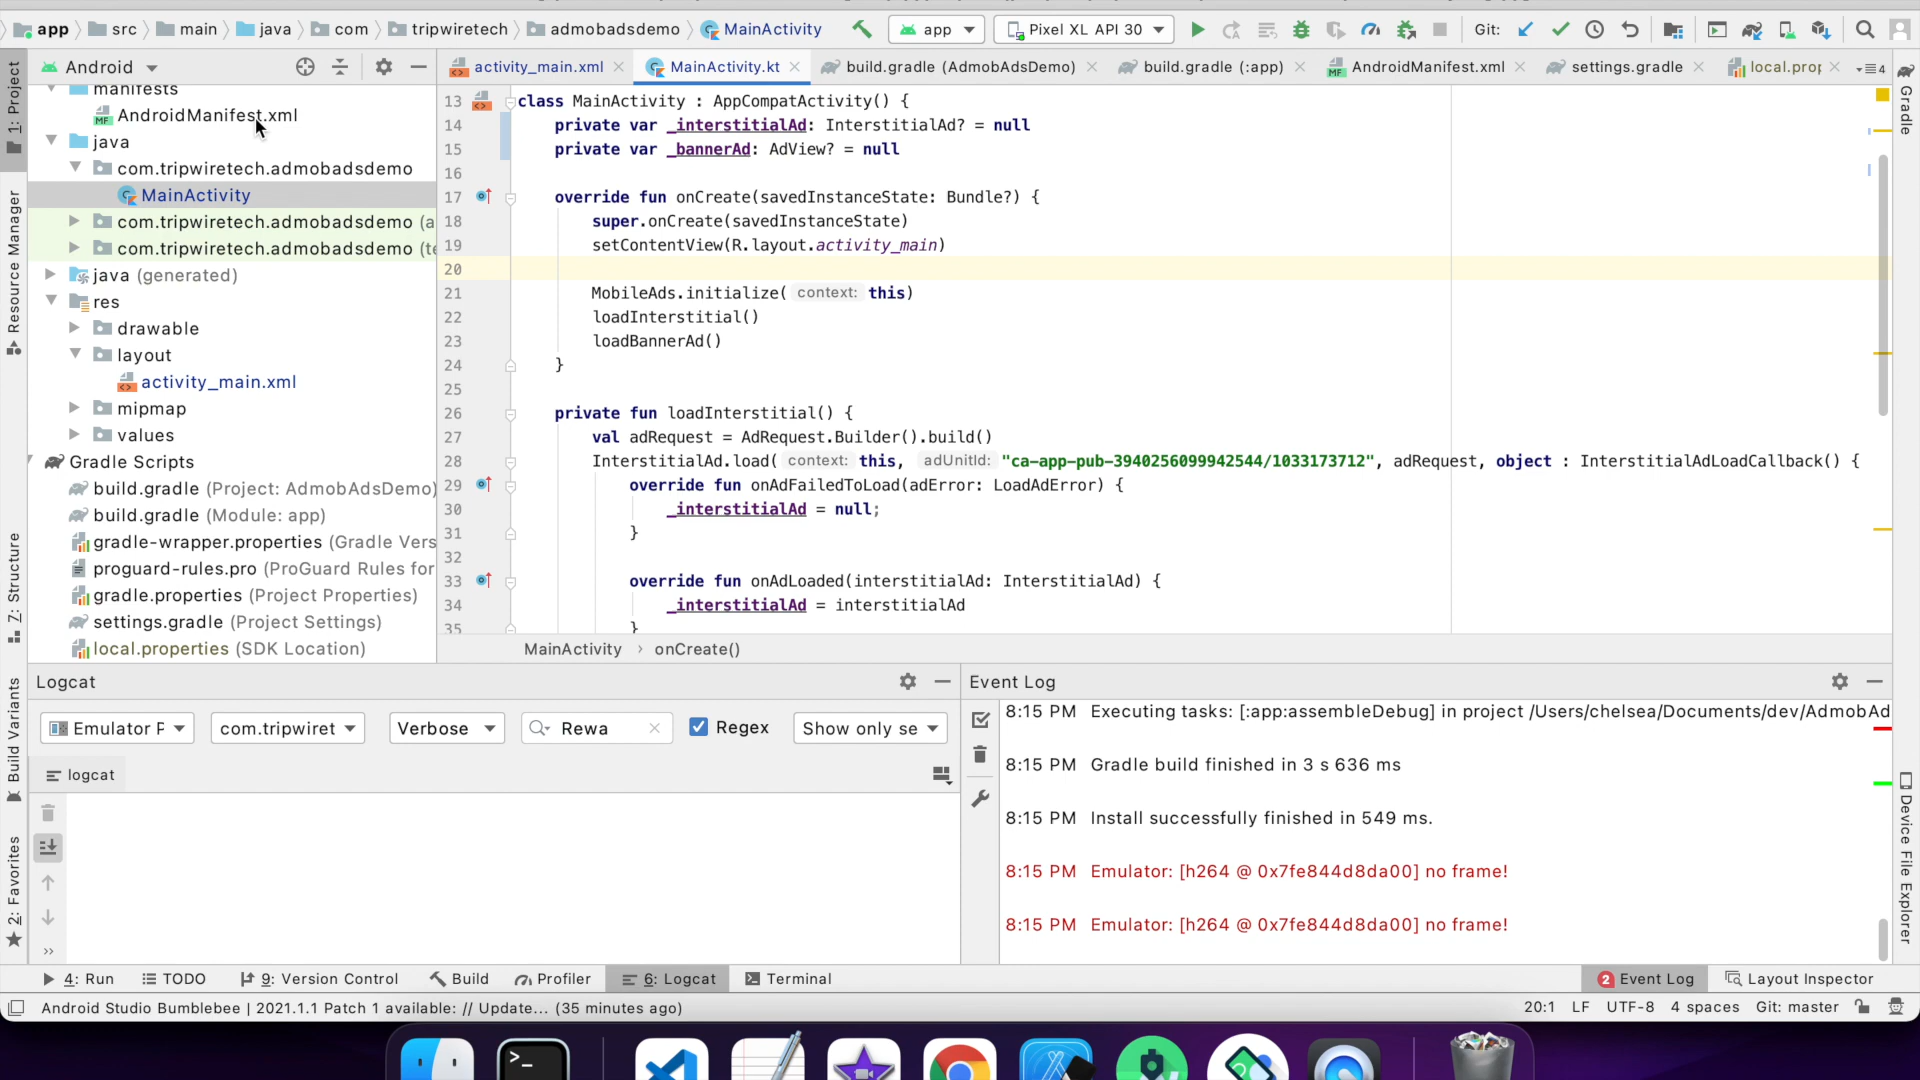 app src main java com tripwiretech admobadsdemo MainActivity app Pixel XL API 30 Git:
Android
activity_main.xml MainActivity.kt build.gradle (AdmobAdsDemo) build.gradle (:app) AndroidManifest.xml settings.gradle local.prop 4
1: Project
Resource Manager
7: Structure
Build Variants
2: Favorites
manifests
AndroidManifest.xml
java
com.tripwiretech.admobadsdemo
MainActivity
com.tripwiretech.admobadsdemo (a
com.tripwiretech.admobadsdemo (te
java (generated)
res
drawable
layout
activity_main.xml
mipmap
values
Gradle Scripts
build.gradle (Project: AdmobAdsDemo)
build.gradle (Module: app)
gradle-wrapper.properties (Gradle Vers
proguard-rules.pro (ProGuard Rules for
gradle.properties (Project Properties)
settings.gradle (Project Settings)
local.properties (SDK Location)
13 class MainActivity : AppCompatActivity() {
14 private var _interstitialAd: InterstitialAd? = null
15 private var _bannerAd: AdView? = null
16
17 override fun onCreate(savedInstanceState: Bundle?) {
18 super.onCreate(savedInstanceState)
19 setContentView(R.layout.activity_main)
20
21 MobileAds.initialize( context: this)
22 loadInterstitial()
23 loadBannerAd()
24 }
25
26 private fun loadInterstitial() {
27 val adRequest = AdRequest.Builder().build()
28 InterstitialAd.load( context: this, adUnitId: "ca-app-pub-3940256099942544/1033173712", adRequest, object : InterstitialAdLoadCallback() {
29 override fun onAdFailedToLoad(adError: LoadAdError) {
30 _interstitialAd = null;
31 }
32
33 override fun onAdLoaded(interstitialAd: InterstitialAd) {
34 _interstitialAd = interstitialAd
35 }
MainActivity › onCreate()
Gradle
Device File Explorer
Logcat
Emulator P com.tripwiret Verbose Rewa Regex Show only se
logcat
Event Log
8:15 PM Executing tasks: [:app:assembleDebug] in project /Users/chelsea/Documents/dev/AdmobAd
8:15 PM Gradle build finished in 3 s 636 ms
8:15 PM Install successfully finished in 549 ms.
8:15 PM Emulator: [h264 @ 0x7fe844d8da00] no frame!
8:15 PM Emulator: [h264 @ 0x7fe844d8da00] no frame!
4: Run TODO 9: Version Control Build Profiler 6: Logcat Terminal 2 Event Log Layout Inspector
Android Studio Bumblebee | 2021.1.1 Patch 1 available: // Update... (35 minutes ago) 20:1 LF UTF-8 4 spaces Git: master